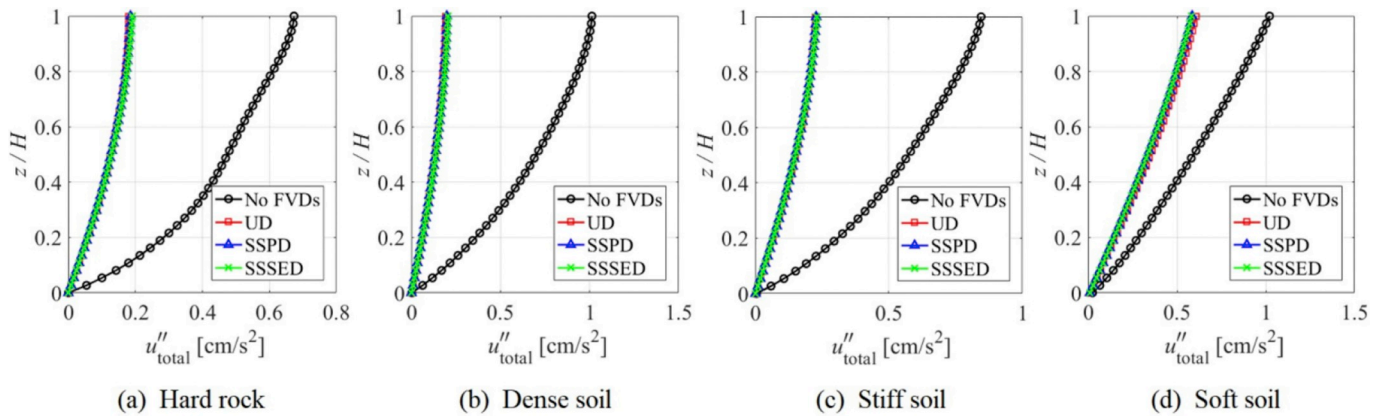 1
0.8
0.6
z / H
0.4
0.2
0
No FVDs
UD
SSPD
SSSED
0 0.2 0.4 0.6 0.8
u″total [cm/s²]
(a) Hard rock
1
0.8
0.6
z / H
0.4
0.2
0
No FVDs
UD
SSPD
SSSED
0 0.5 1 1.5
u″total [cm/s²]
(b) Dense soil
1
0.8
0.6
z / H
0.4
0.2
0
No FVDs
UD
SSPD
SSSED
0 0.5 1
u″total [cm/s²]
(c) Stiff soil
1
0.8
0.6
z / H
0.4
0.2
0
No FVDs
UD
SSPD
SSSED
0 0.5 1 1.5
u″total [cm/s²]
(d) Soft soil